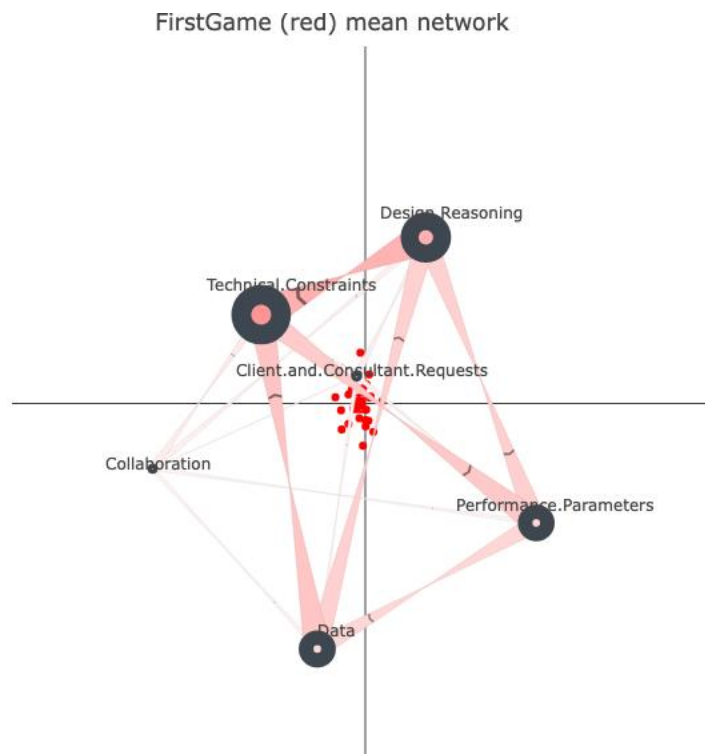 FirstGame (red) mean network
Design.Reasoning
Technical.Constraints
Client.and.Consultant.Requests
Collaboration
Performance.Parameters
Data